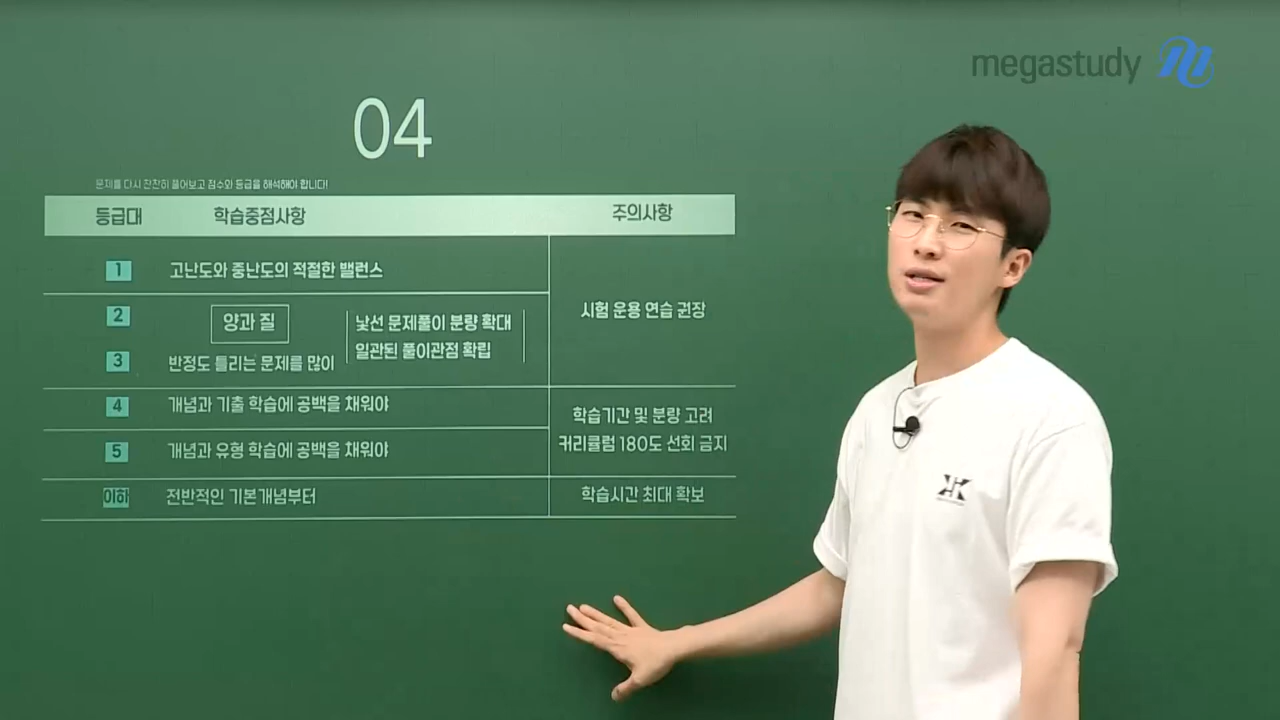 megastudy
04
문제를 다시 찬찬히 풀어보고 점수와 등급을 해석해야 합니다!
등급대 학습중점사항 주의사항
1 고난도와 중난도의 적절한 밸런스
시험 운용 연습 권장
2 양과 질
낯선 문제풀이 분량 확대
일관된 풀이관점 확립
3 반정도 틀리는 문제를 많이
4 개념과 기출 학습에 공백을 채워야
학습기간 및 분량 고려
커리큘럼 180도 선회 금지
5 개념과 유형 학습에 공백을 채워야
이하 전반적인 기본개념부터
학습시간 최대 확보